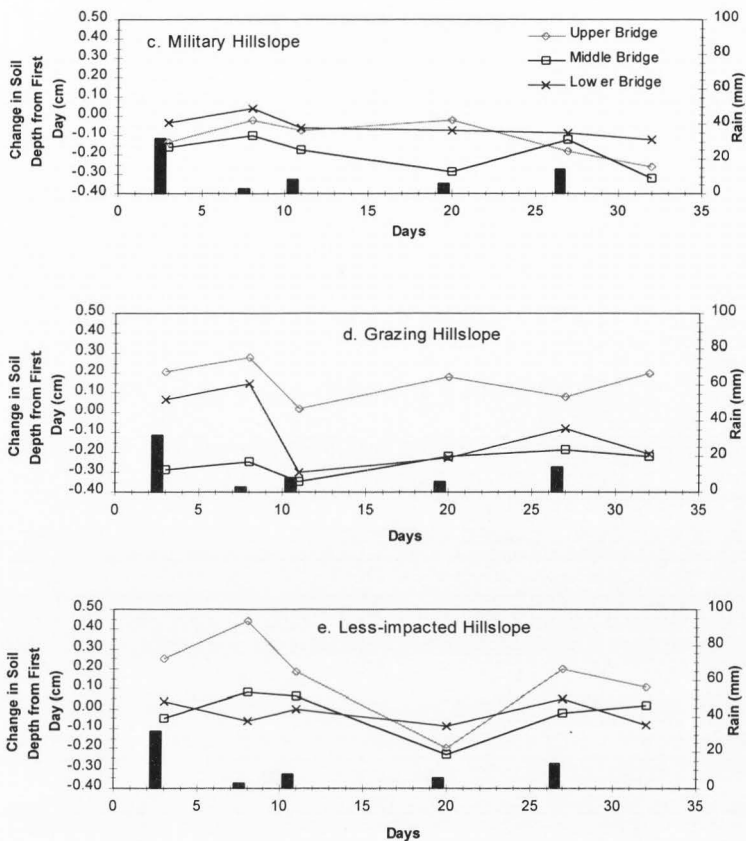 c. Military Hillslope
Upper Bridge
Middle Bridge
Lower Bridge
Change in Soil
Depth from First
Day (cm)
0.50
0.40
0.30
0.20
0.10
0.00
-0.10
-0.20
-0.30
-0.40
100
80
60
40
20
0
Rain (mm)
0 5 10 15 20 25 30 35
Days
d. Grazing Hillslope
Change in Soil
Depth from First
Day (cm)
0.50
0.40
0.30
0.20
0.10
0.00
-0.10
-0.20
-0.30
-0.40
100
80
60
40
20
0
Rain (mm)
0 5 10 15 20 25 30 35
Days
e. Less-impacted Hillslope
Change in Soil
Depth from First
Day (cm)
0.50
0.40
0.30
0.20
0.10
0.00
-0.10
-0.20
-0.30
-0.40
100
80
60
40
20
0
Rain (mm)
0 5 10 15 20 25 30 35
Days